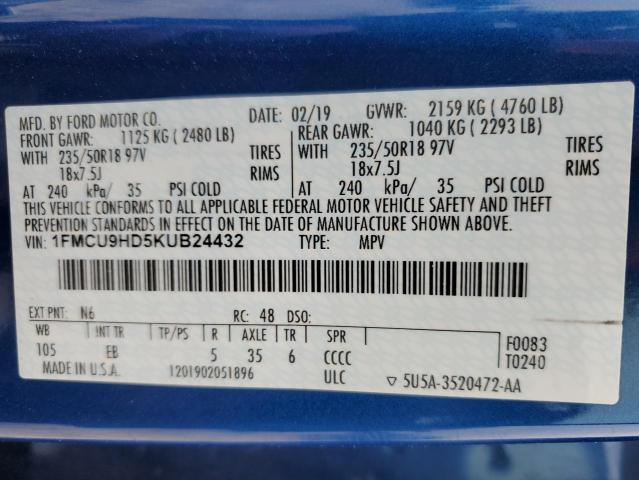 MFD. BY FORD MOTOR CO. DATE: 02/19 GVWR: 2159 KG ( 4760 LB)
FRONT GAWR: 1125 KG ( 2480 LB) REAR GAWR: 1040 KG ( 2293 LB)
WITH 235/50R18 97V TIRES WITH 235/50R18 97V TIRES
18x7.5J RIMS 18x7.5J RIMS
AT 240 kPa/ 35 PSI COLD AT 240 kPa/ 35 PSI COLD
THIS VEHICLE CONFORMS TO ALL APPLICABLE FEDERAL MOTOR VEHICLE SAFETY AND THEFT
PREVENTION STANDARDS IN EFFECT ON THE DATE OF MANUFACTURE SHOWN ABOVE.
VIN: 1FMCU9HD5KUB24432 TYPE: MPV
EXT PNT: N6 RC: 48 DSO:
WB INT TR TP/PS R AXLE TR SPR F0083
105 EB 5 35 6 CCCC T0240
MADE IN U.S.A. 1201902051896 ULC ▽ 5U5A-3520472-AA